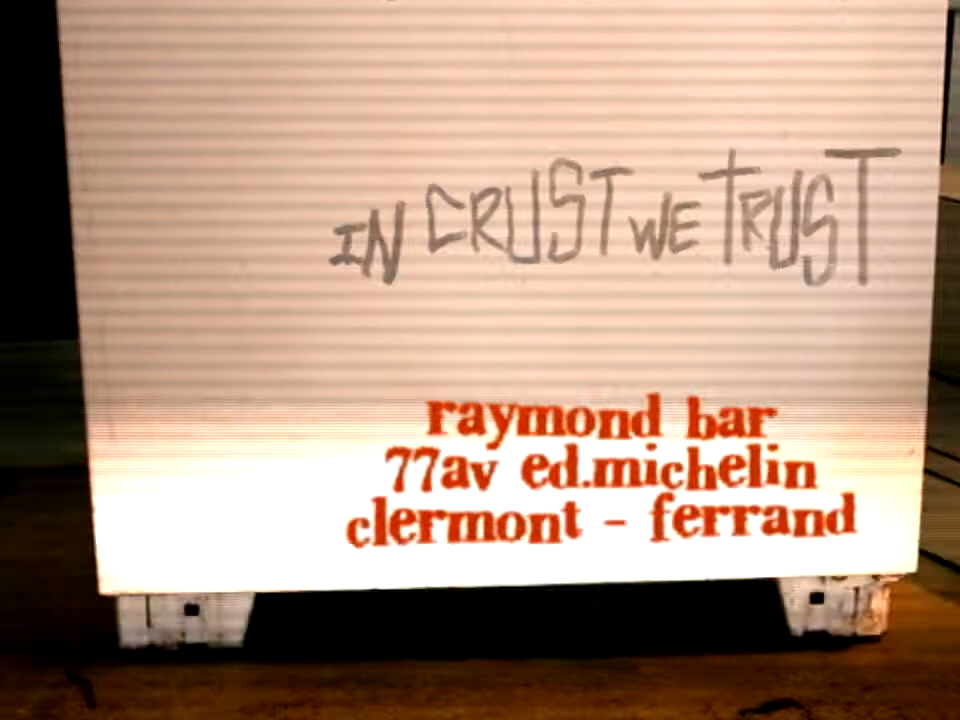 IN CRUST WE TRUST
raymond bar
77av ed.michelin
clermont - ferrand